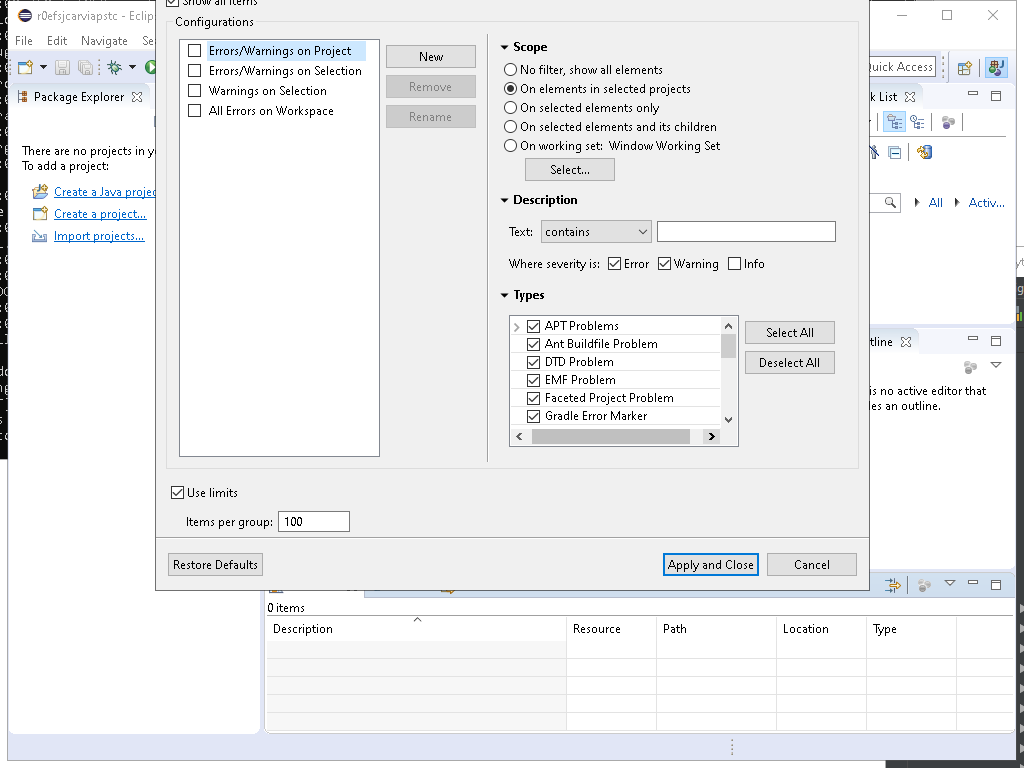 r0efsjcarviapstc - Eclip
Show all items
File Edit Navigate Se
Configurations
Errors/Warnings on Project
Errors/Warnings on Selection
Warnings on Selection
All Errors on Workspace
New
Remove
Rename
Scope
No filter, show all elements
On elements in selected projects
On selected elements only
On selected elements and its children
On working set: Window Working Set
Select...
Description
Text: contains
Where severity is: Error Warning Info
Types
APT Problems
Ant Buildfile Problem
DTD Problem
EMF Problem
Faceted Project Problem
Gradle Error Marker
Select All
Deselect All
Use limits
Items per group: 100
Restore Defaults
Apply and Close Cancel
Quick Access
Package Explorer
There are no projects in y
To add a project:
Create a Java projec
Create a project...
Import projects...
k List
All Activ...
tline
is no active editor that
des an outline.
0 items
Description Resource Path Location Type